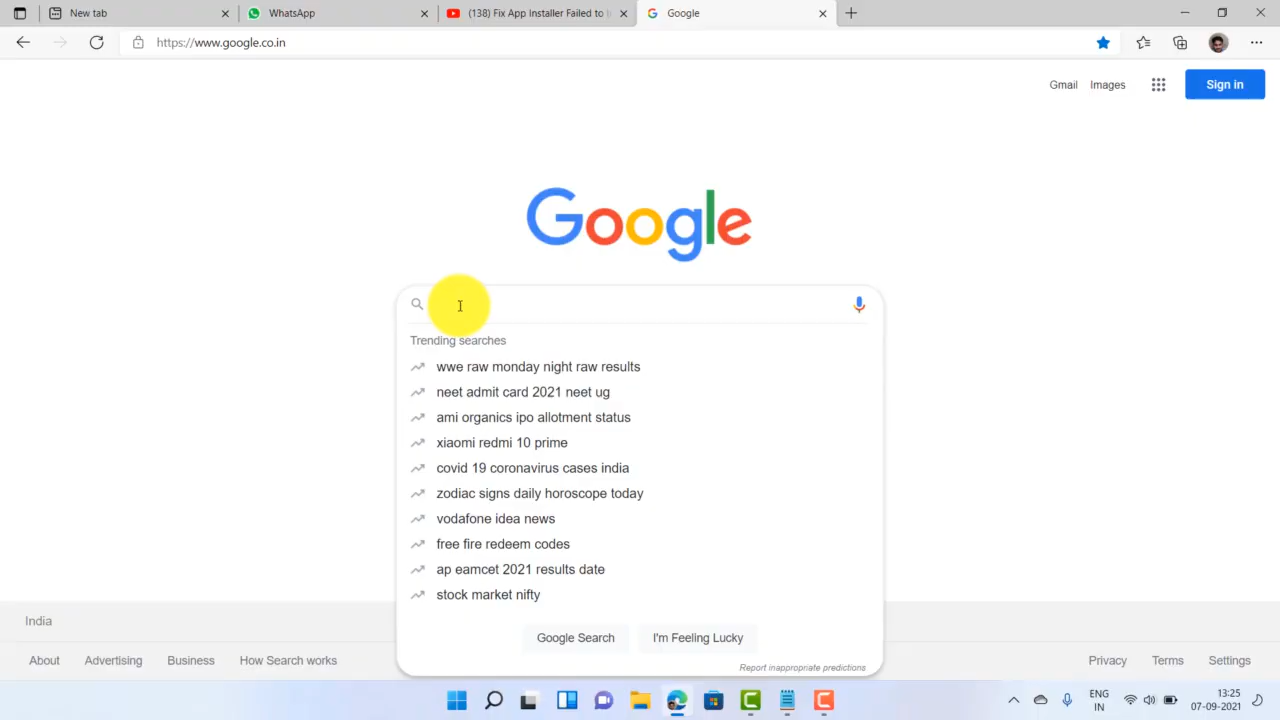 New tab
WhatsApp
(138) Fix App Installer Failed to
Google
https://www.google.co.in
Gmail
Images
Sign in
Google
Trending searches
wwe raw monday night raw results
neet admit card 2021 neet ug
ami organics ipo allotment status
xiaomi redmi 10 prime
covid 19 coronavirus cases india
zodiac signs daily horoscope today
vodafone idea news
free fire redeem codes
ap eamcet 2021 results date
stock market nifty
Google Search
I'm Feeling Lucky
Report inappropriate predictions
India
About
Advertising
Business
How Search works
Privacy
Terms
Settings
ENG
IN
13:25
07-09-2021